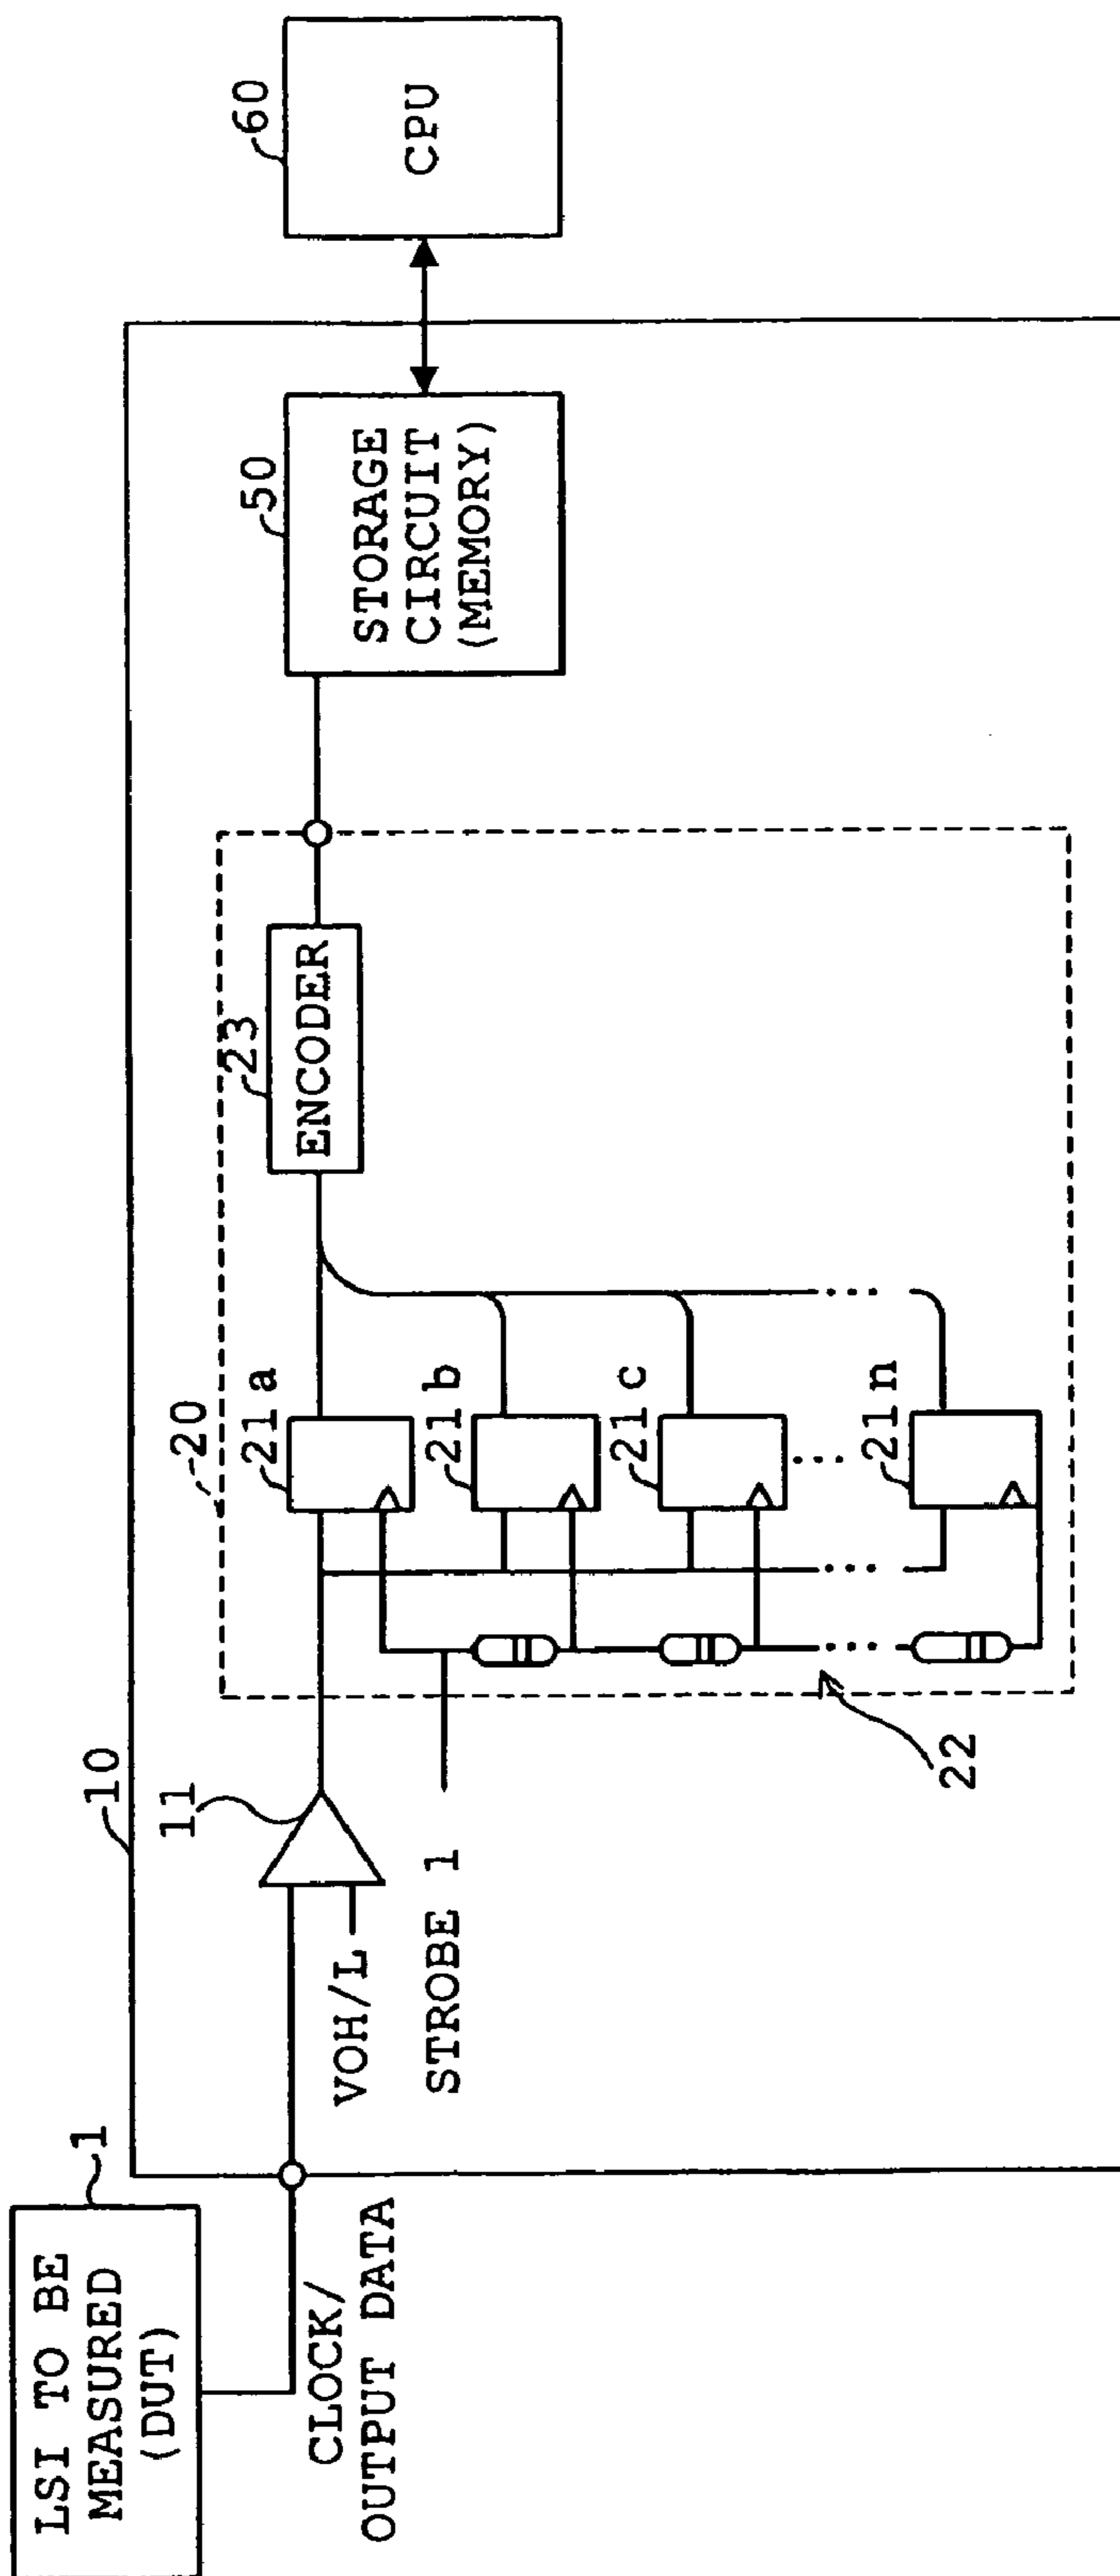 LSI TO BE
MEASURED
(DUT)
1
CLOCK/
OUTPUT DATA
10
11
VOH/L
STROBE 1
20
21a
21b
21c
21n
22
23
ENCODER
50
STORAGE
CIRCUIT
(MEMORY)
60
CPU